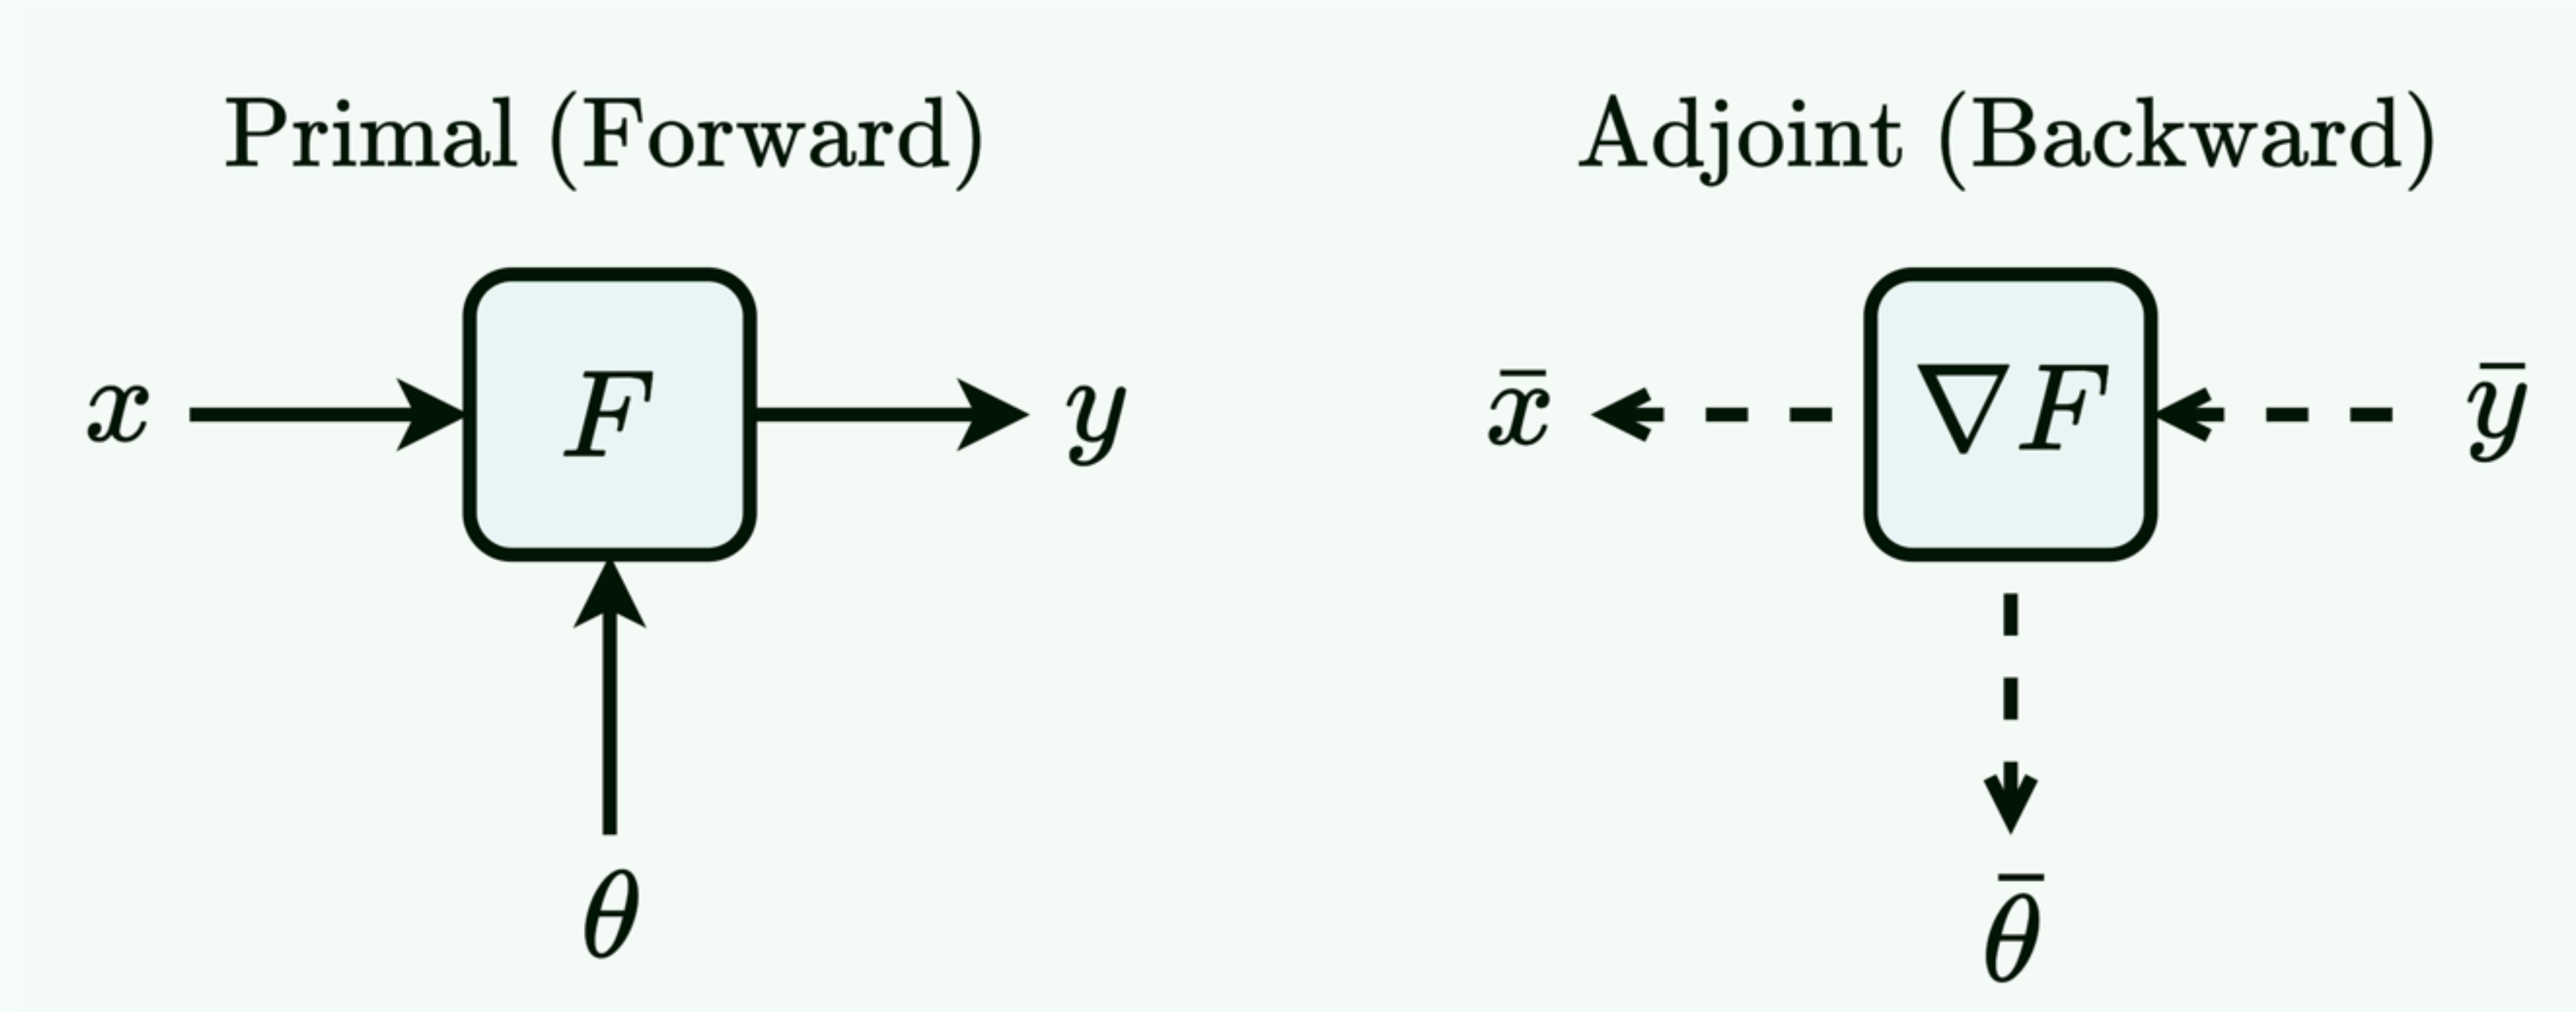 Primal (Forward)
Adjoint (Backward)
x
F
y
θ
x̄
∇F
ȳ
θ̄